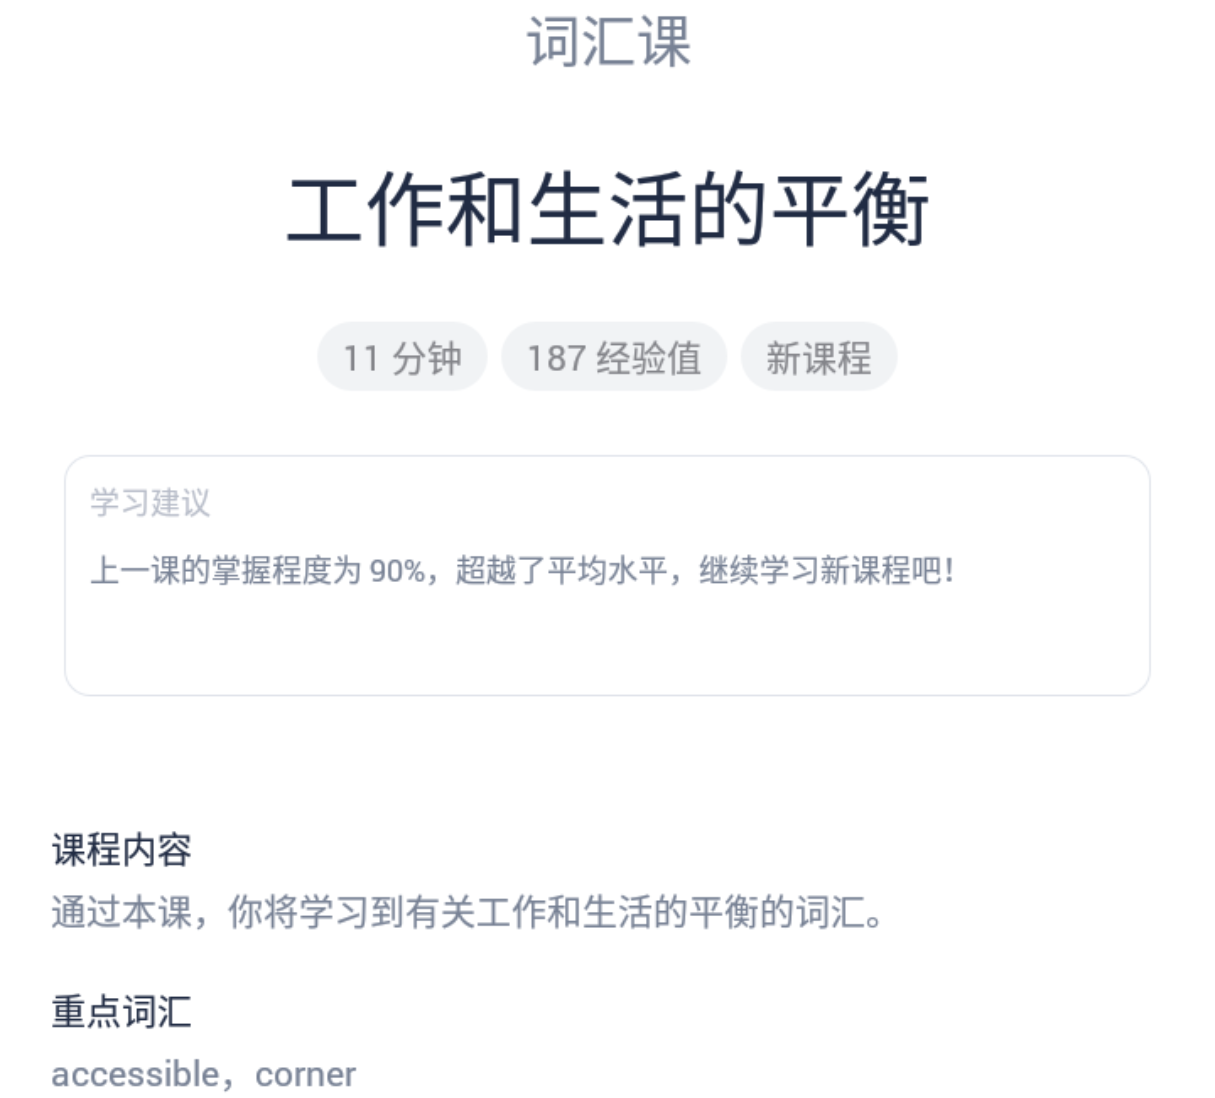 词汇课
工作和生活的平衡
11 分钟 187 经验值 新课程
学习建议
上一课的掌握程度为 90%，超越了平均水平，继续学习新课程吧！
课程内容
通过本课，你将学习到有关工作和生活的平衡的词汇。
重点词汇
accessible，corner